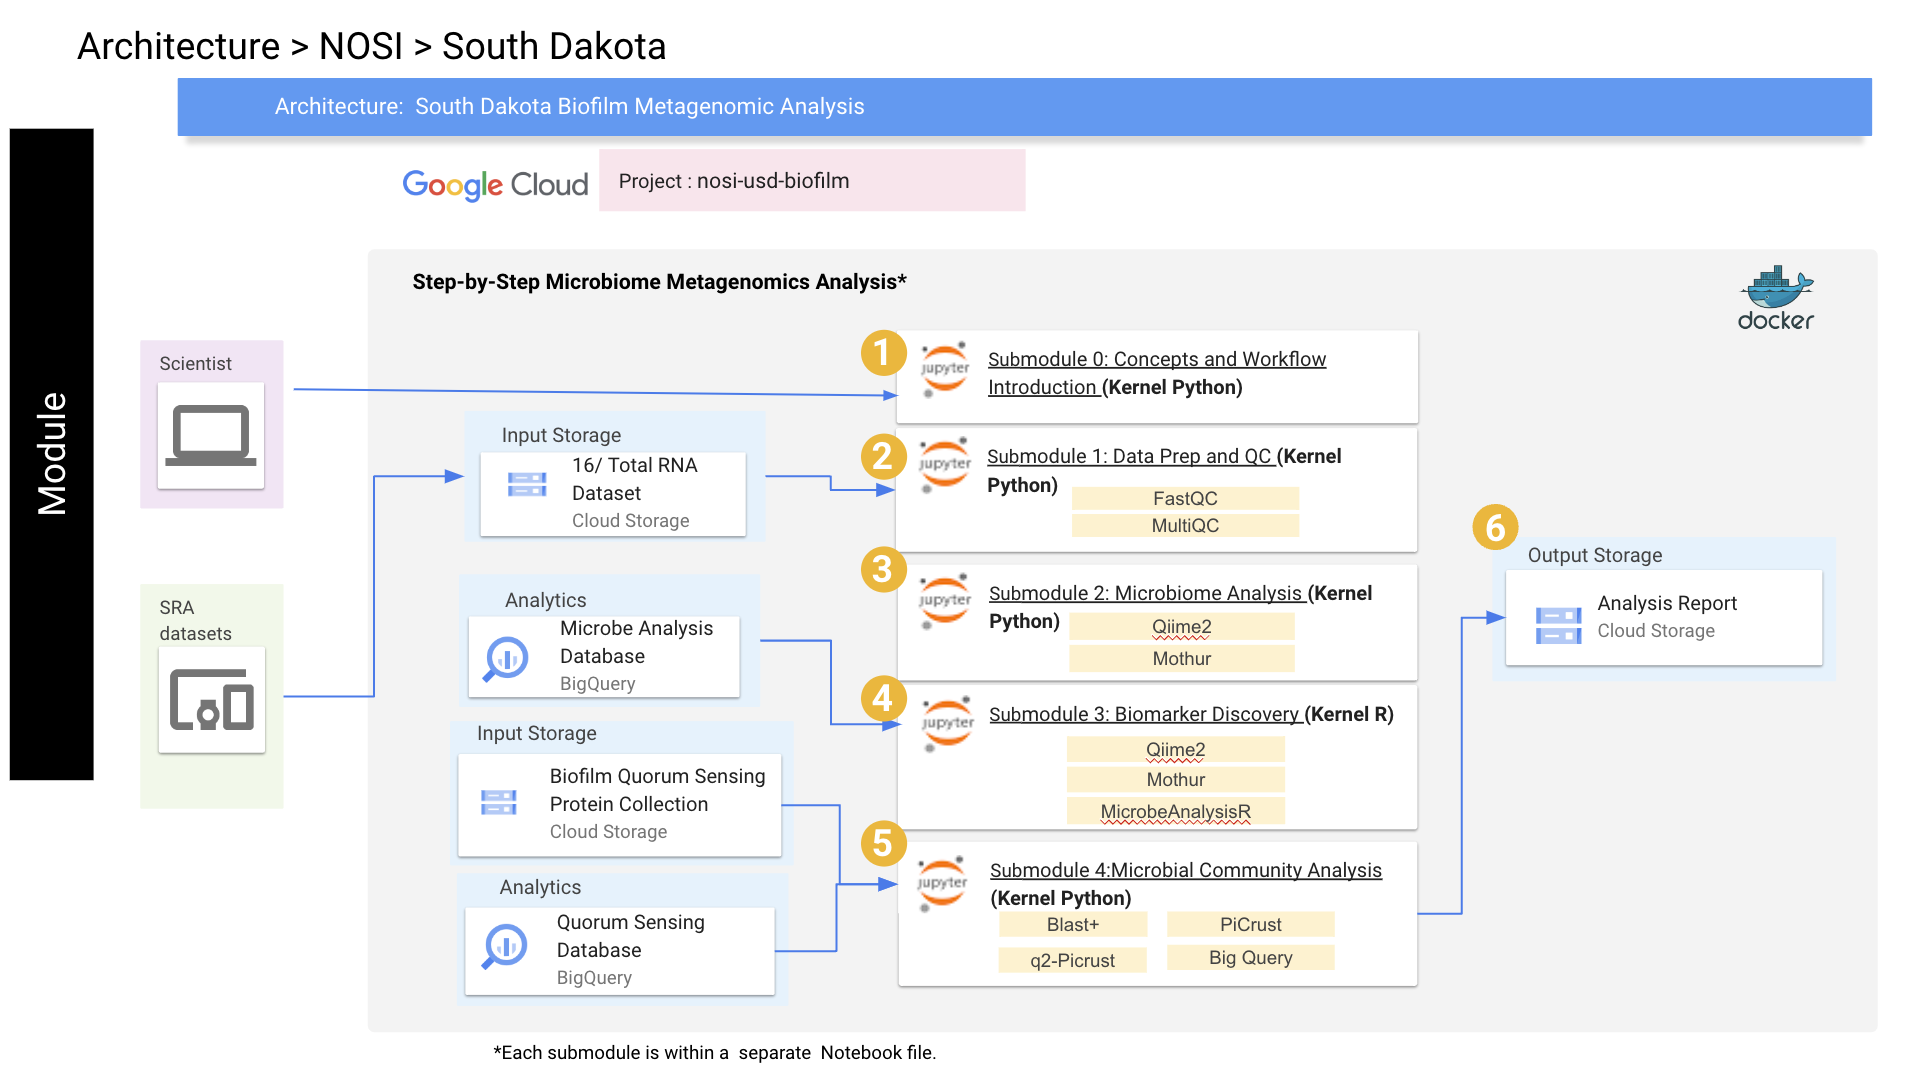 Architecture > NOSI > South Dakota
Architecture:  South Dakota Biofilm Metagenomic Analysis
Module
Google Cloud
Project : nosi-usd-biofilm
Step-by-Step Microbiome Metagenomics Analysis*
docker
Scientist
SRA
datasets
Input Storage
16/ Total RNA
Dataset
Cloud Storage
Analytics
Microbe Analysis
Database
BigQuery
Input Storage
Biofilm Quorum Sensing
Protein Collection
Cloud Storage
Analytics
Quorum Sensing
Database
BigQuery
1
jupyter
Submodule 0: Concepts and Workflow
Introduction (Kernel Python)
2
jupyter
Submodule 1: Data Prep and QC (Kernel
Python)
FastQC
MultiQC
3
jupyter
Submodule 2: Microbiome Analysis (Kernel
Python)
Qiime2
Mothur
4
jupyter
Submodule 3: Biomarker Discovery (Kernel R)
Qiime2
Mothur
MicrobeAnalysisR
5
jupyter
Submodule 4:Microbial Community Analysis
(Kernel Python)
Blast+
PiCrust
q2-Picrust
Big Query
6
Output Storage
Analysis Report
Cloud Storage
*Each submodule is within a  separate  Notebook file.